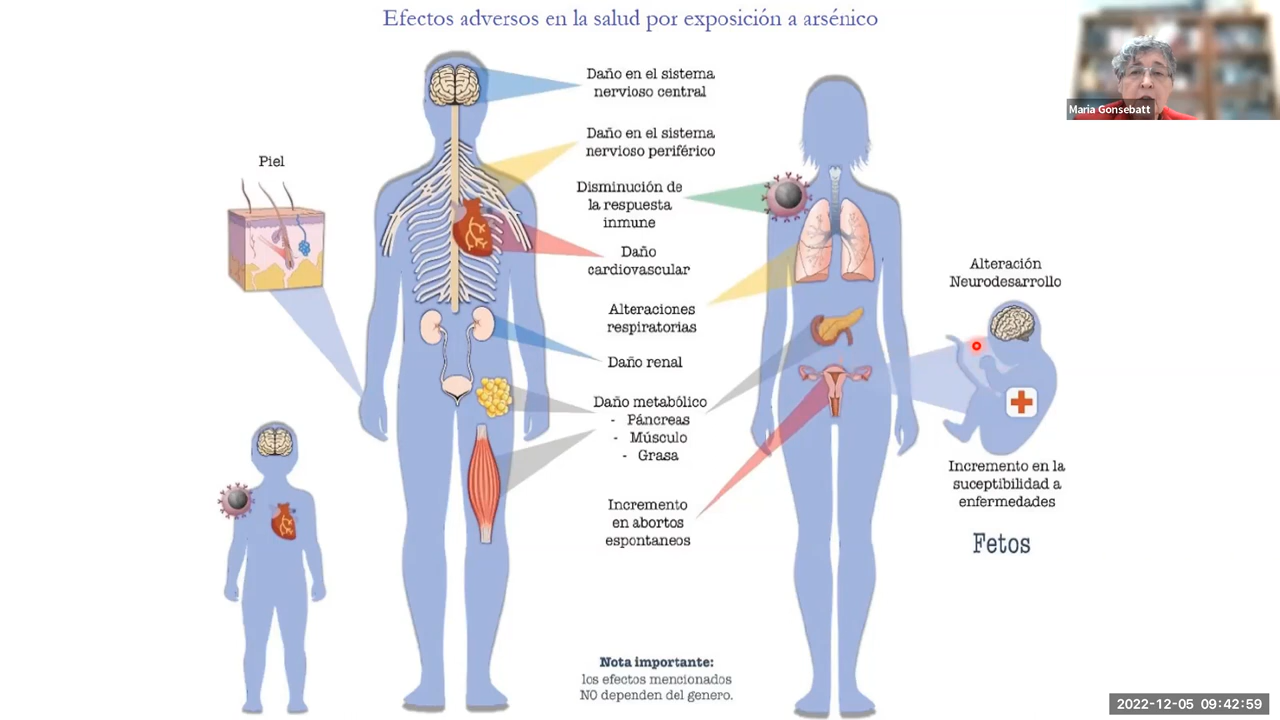 Efectos adversos en la salud por exposición a arsénico
Maria Gonsebatt
Daño en el sistema
nervioso central
Daño en el sistema
nervioso periférico
Piel
Disminución de
la respuesta
inmune
Daño
cardiovascular
Alteración
Neurodesarrollo
Alteraciones
respiratorias
Daño renal
Daño metabólico
- Páncreas
- Músculo
- Grasa
Incremento en la
suceptibilidad a
enfermedades
Incremento
en abortos
espontaneos
Fetos
Nota importante:
los efectos mencionados
NO dependen del genero.
2022-12-05 09:42:59